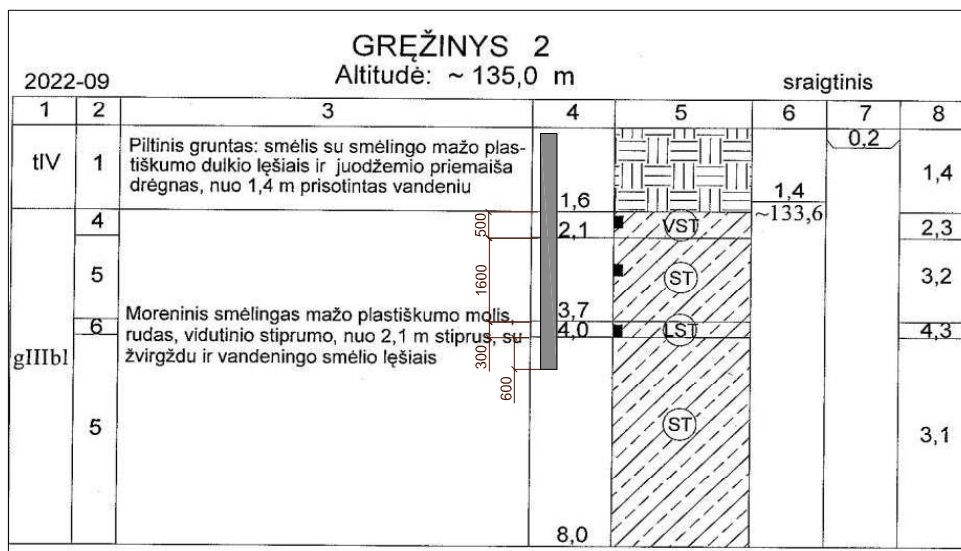 GRĘŽINYS 2
2022-09
Altitudė: ~ 135,0 m
sraigtinis
1 2 3 4 5 6 7 8
tIV
1
Piltinis gruntas: smėlis su smėlingo mažo plas-
tiškumo dulkio lęšiais ir juodžemio priemaiša
drėgnas, nuo 1,4 m prisotintas vandeniu
1,6
1,4
~133,6
0,2
1,4
4
500
2,1
VST
2,3
5
1600
ST
3,2
3,7
6
300
4,0
LST
4,3
gIIIbl
Moreninis smėlingas mažo plastiškumo molis,
rudas, vidutinio stiprumo, nuo 2,1 m stiprus, su
žvirgždu ir vandeningo smėlio lęšiais
600
5
ST
3,1
8,0